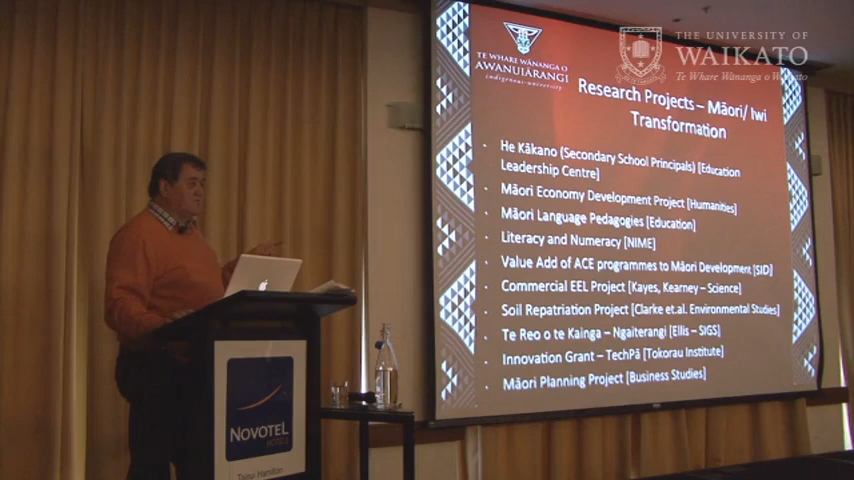 THE UNIVERSITY OF
WAIKATO
Te Whare Wānanga o Waikato
TE WHARE WĀNANGA O
AWANUIĀRANGI
indigenous-university
Research Projects – Māori/ Iwi
Transformation
He Kākano (Secondary School Principals) [Education
Leadership Centre]
Māori Economy Development Project [Humanities]
Māori Language Pedagogies [Education]
Literacy and Numeracy [NIME]
Value Add of ACE programmes to Māori Development [SID]
Commercial EEL Project [Kayes, Kearney – Science]
Soil Repatriation Project [Clarke et.al. Environmental Studies]
Te Reo o te Kainga – Ngaiterangi [Ellis – SIGS]
Innovation Grant – TechPā [Tokorau Institute]
Māori Planning Project [Business Studies]
NOVOTEL
HOTELS
Tainui Hamilton